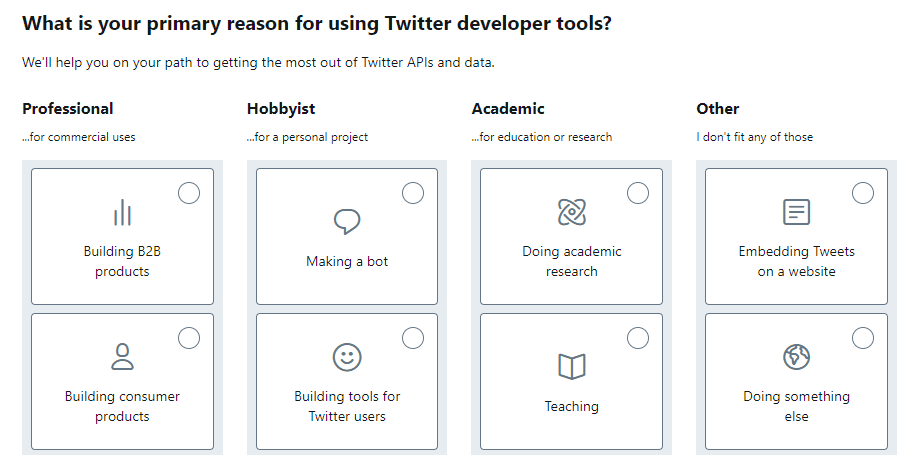 What is your primary reason for using Twitter developer tools?
We'll help you on your path to getting the most out of Twitter APIs and data.
Professional
...for commercial uses
Building B2B
products
Building consumer
products
Hobbyist
...for a personal project
Making a bot
Building tools for
Twitter users
Academic
...for education or research
Doing academic
research
Teaching
Other
I don't fit any of those
Embedding Tweets
on a website
Doing something
else